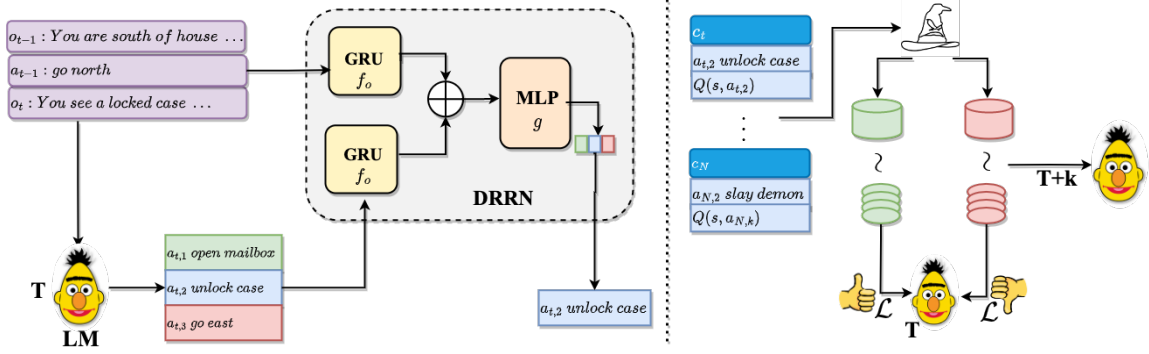 o_{t-1} : You are south of house ...
a_{t-1} : go north
o_t : You see a locked case ...
GRU
f_o
GRU
f_o
MLP
g
DRRN
T
LM
a_{t,1} open mailbox
a_{t,2} unlock case
a_{t,3} go east
a_{t,2} unlock case
c_t
a_{t,2} unlock case
Q(s, a_{t,2})
⋮
c_N
a_{N,2} slay demon
Q(s, a_{N,k})
~
~
T+k
ℒ
ℒ
T